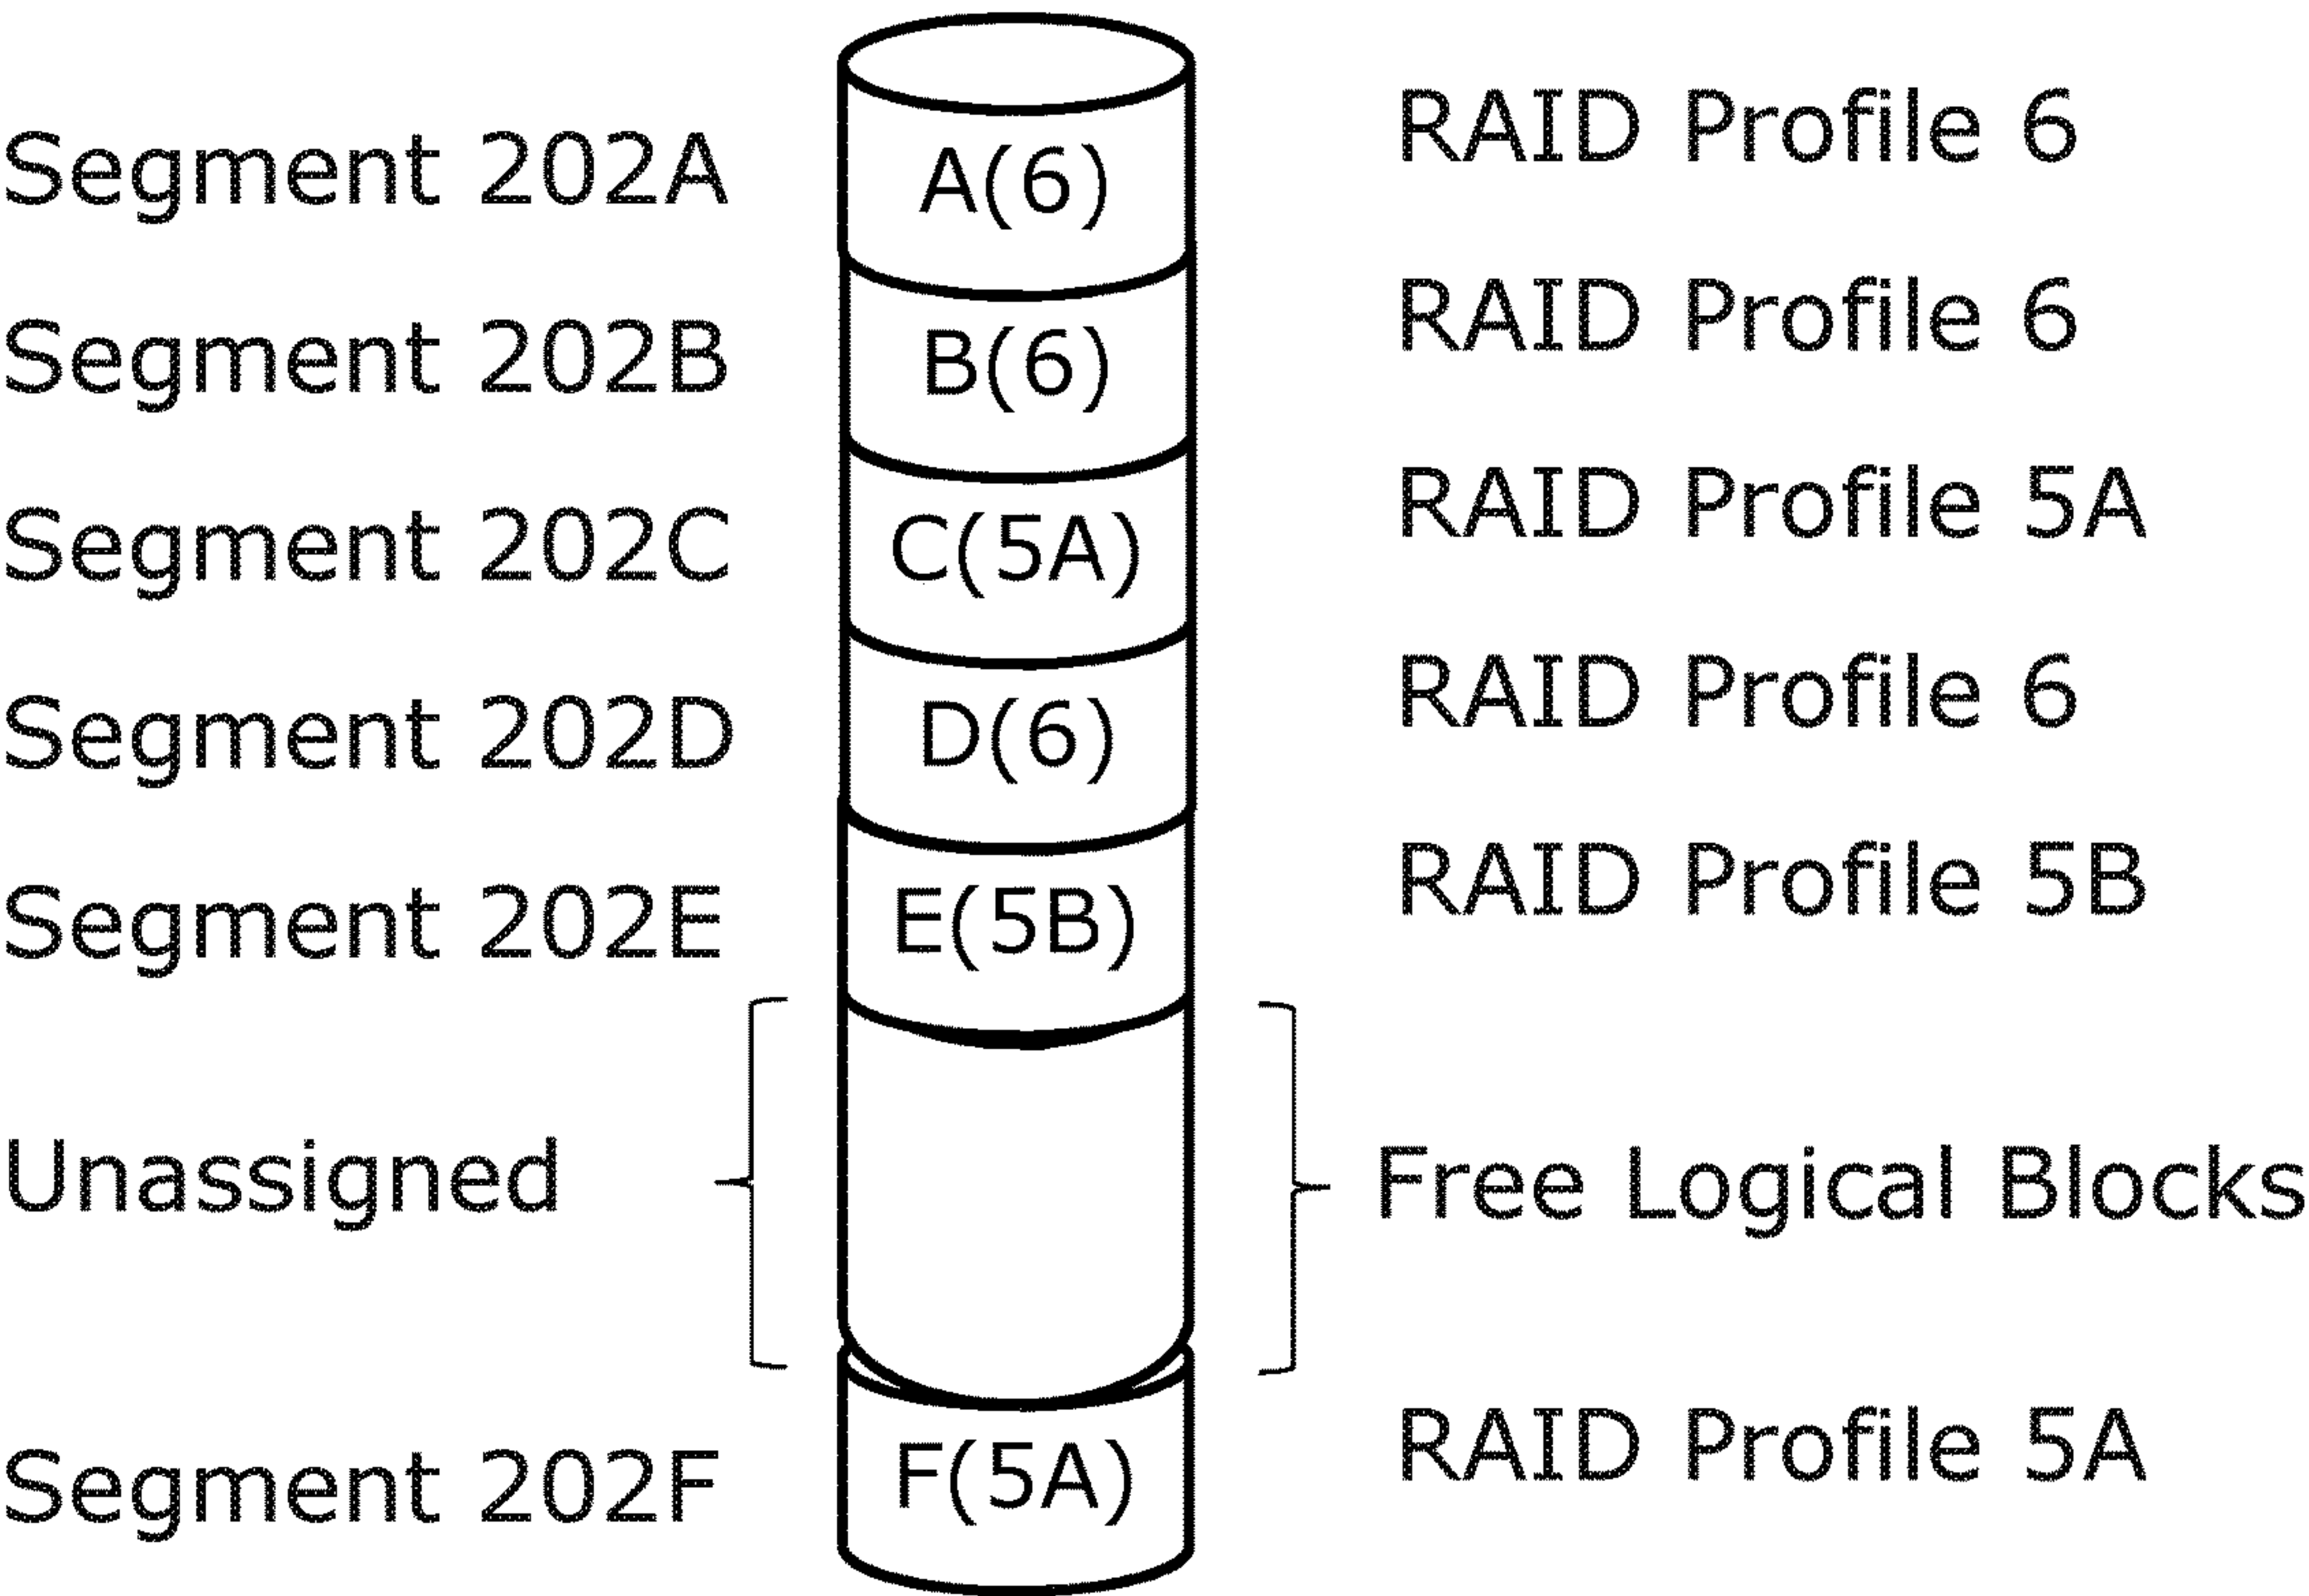 Segment 202A A(6) RAID Profile 6
Segment 202B B(6) RAID Profile 6
Segment 202C C(5A) RAID Profile 5A
Segment 202D D(6) RAID Profile 6
Segment 202E E(5B) RAID Profile 5B
Unassigned Free Logical Blocks
Segment 202F F(5A) RAID Profile 5A